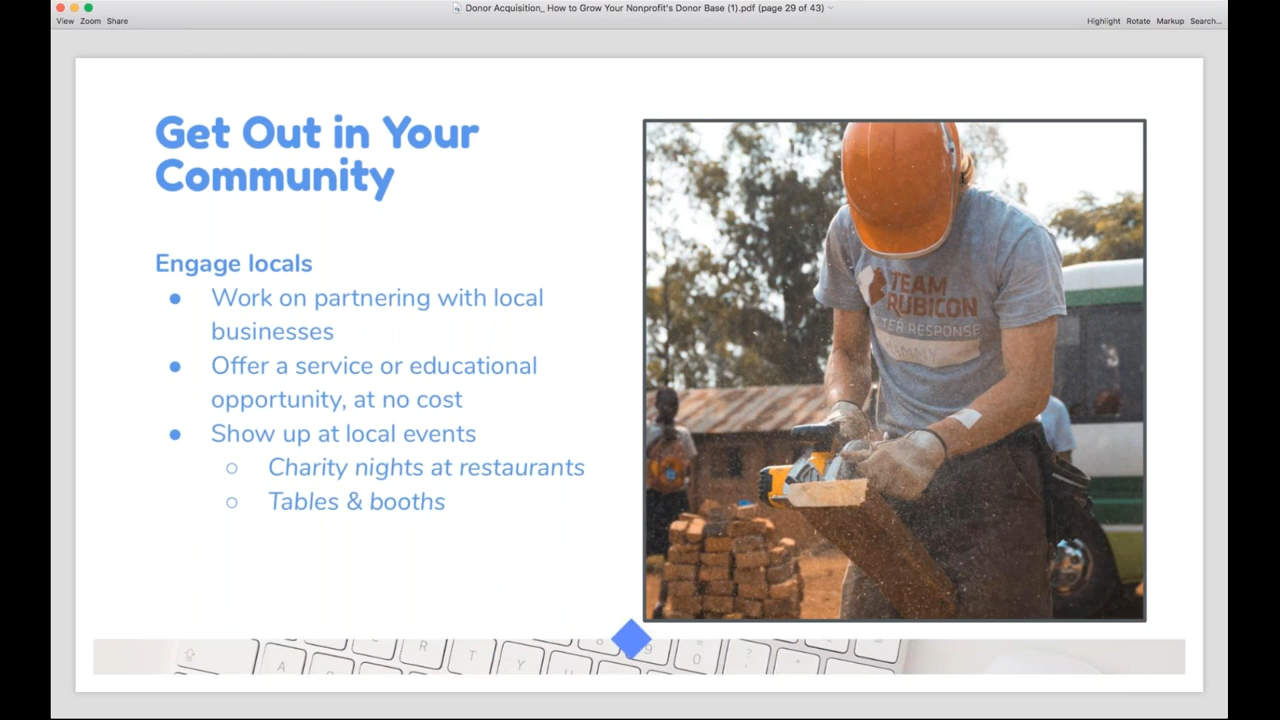 Donor Acquisition_ How to Grow Your Nonprofit's Donor Base (1).pdf (page 29 of 43)
View Zoom Share
Highlight Rotate Markup Search...
Get Out in Your
Community
Engage locals
● Work on partnering with local
businesses
● Offer a service or educational
opportunity, at no cost
● Show up at local events
○ Charity nights at restaurants
○ Tables & booths
TEAM
RUBICON
TER RESPONSE
R
A
T
Y
U
9
0
?